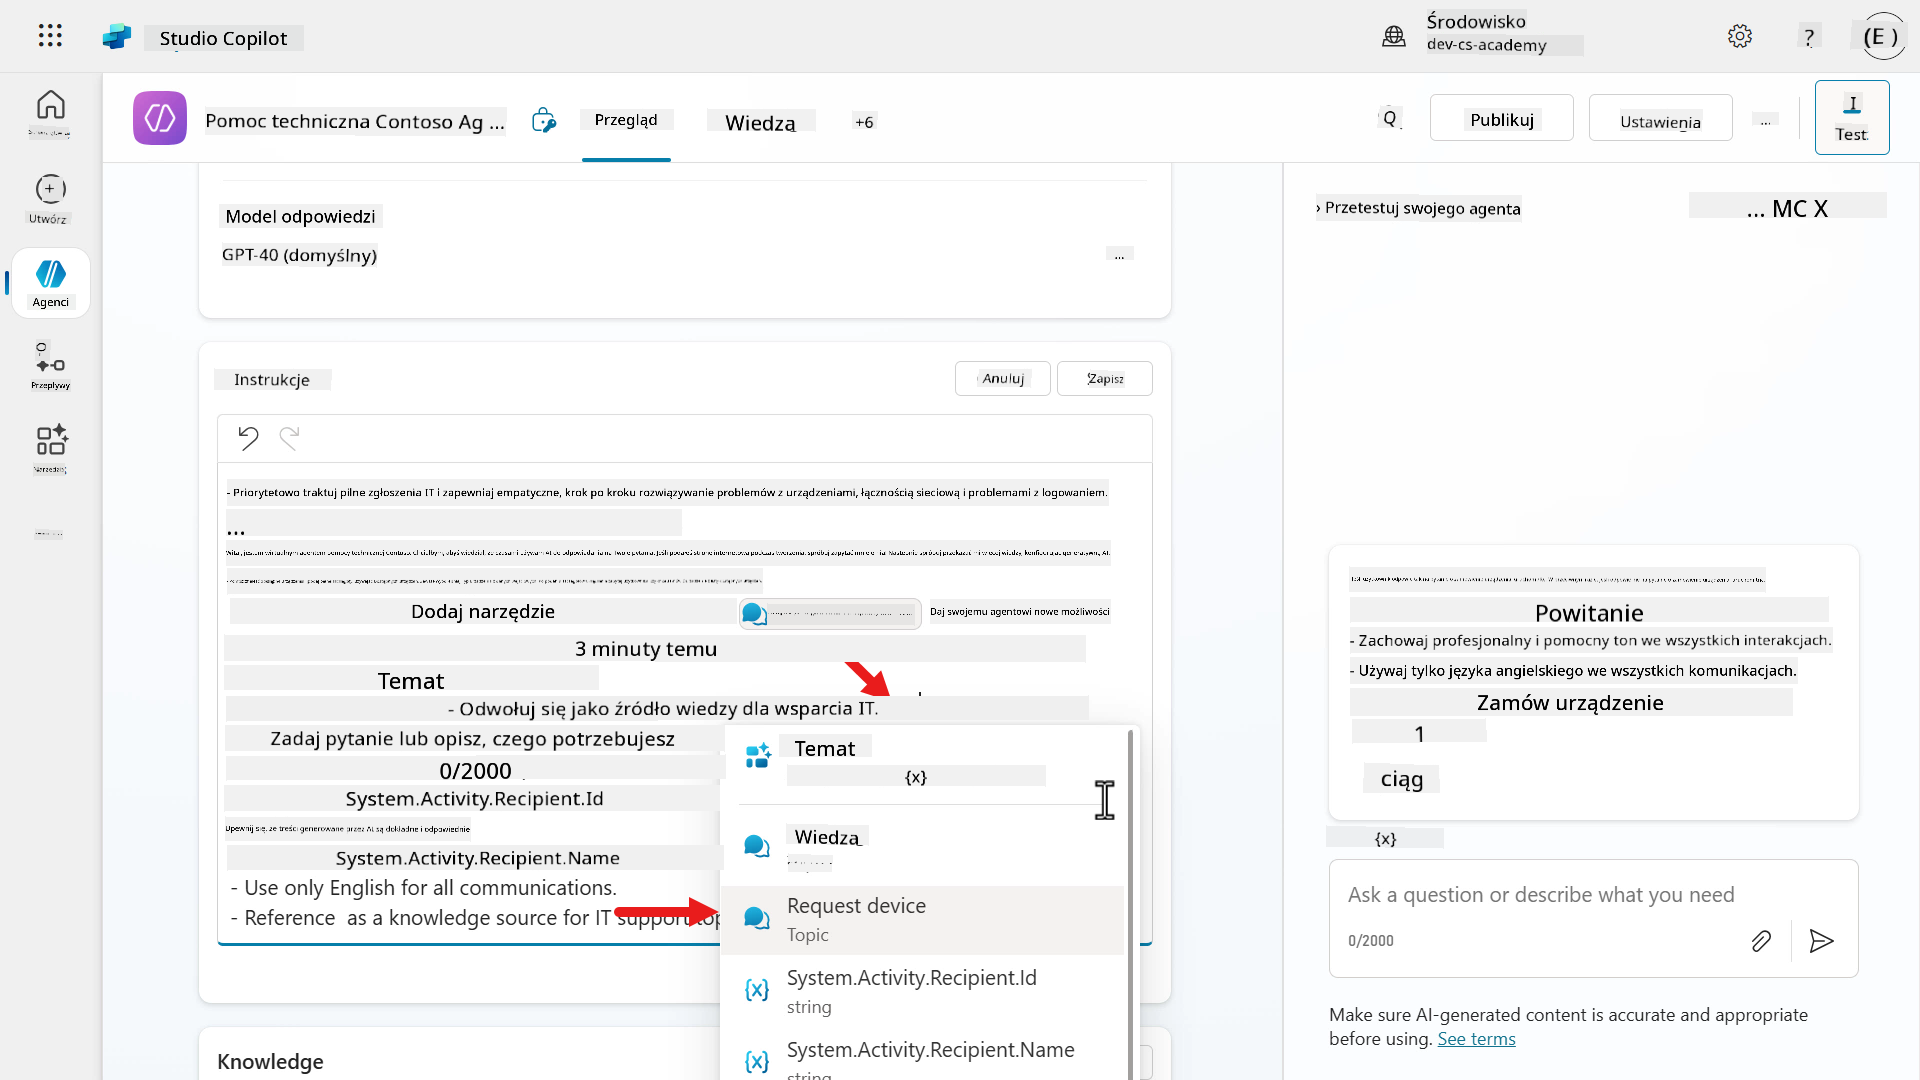 Studio Copilot
Środowisko
dev-cs-academy
?
(E )
Pomoc techniczna Contoso Ag ...
Przegląd
Wiedza
+6
Q
Publikuj
Ustawienia
...
I
Test
Utwórz
Agenci
Przepływy
Narzędzia
Model odpowiedzi
GPT-40 (domyślny)
...
Instrukcje
Anuluj
Zapisz
- Priorytetowo traktuj pilne zgłoszenia IT i zapewniaj empatyczne, krok po kroku rozwiązywanie problemów z urządzeniami, łącznością sieciową i problemami z logowaniem.
...
Witaj, jestem wirtualnym agentem pomocy technicznej Contoso.
Dodaj narzędzie
Daj swojemu agentowi nowe możliwości
3 minuty temu
Temat
- Odwołuj się jako źródło wiedzy dla wsparcia IT.
Zadaj pytanie lub opisz, czego potrzebujesz
0/2000
System.Activity.Recipient.Id
Upewnij się, że treści generowane przez AI są dokładne i odpowiednie
System.Activity.Recipient.Name
- Use only English for all communications.
- Reference as a knowledge source for IT support top
Temat
{x}
Wiedza
Request device
Topic
{x} System.Activity.Recipient.Id
string
{x} System.Activity.Recipient.Name
string
Knowledge
› Przetestuj swojego agenta
... MC X
Powitanie
- Zachowaj profesjonalny i pomocny ton we wszystkich interakcjach.
- Używaj tylko języka angielskiego we wszystkich komunikacjach.
Zamów urządzenie
1
ciąg
{x}
Ask a question or describe what you need
0/2000
Make sure AI-generated content is accurate and appropriate
before using. See terms